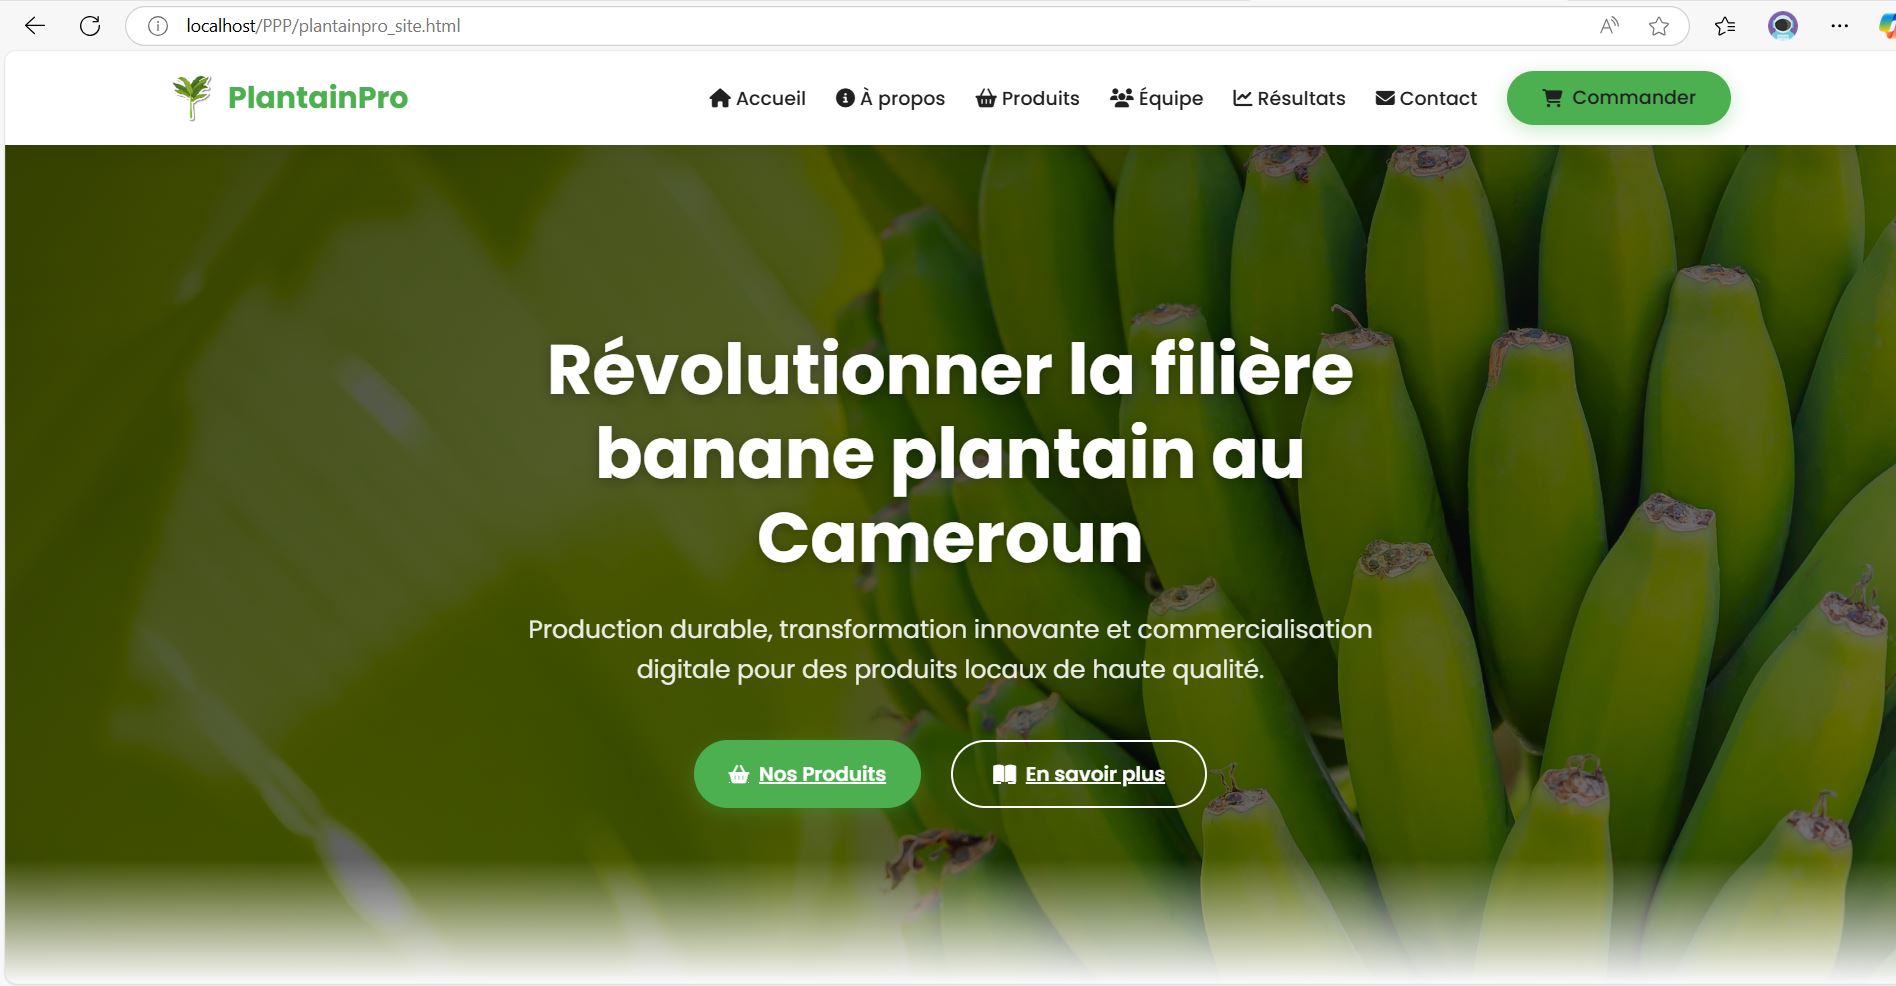 localhost/PPP/plantainpro_site.html
PlantainPro
Accueil
À propos
Produits
Équipe
Résultats
Contact
Commander
Révolutionner la filière
banane plantain au
Cameroun
Production durable, transformation innovante et commercialisation
digitale pour des produits locaux de haute qualité.
Nos Produits
En savoir plus